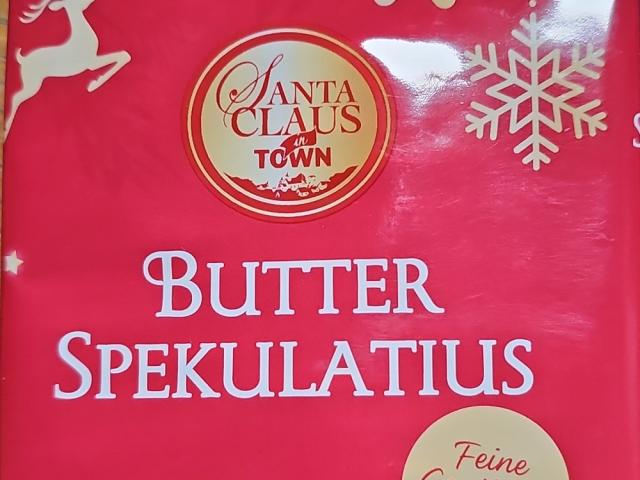 SANTA
CLAUS
in
TOWN
BUTTER
SPEKULATIUS
Feine